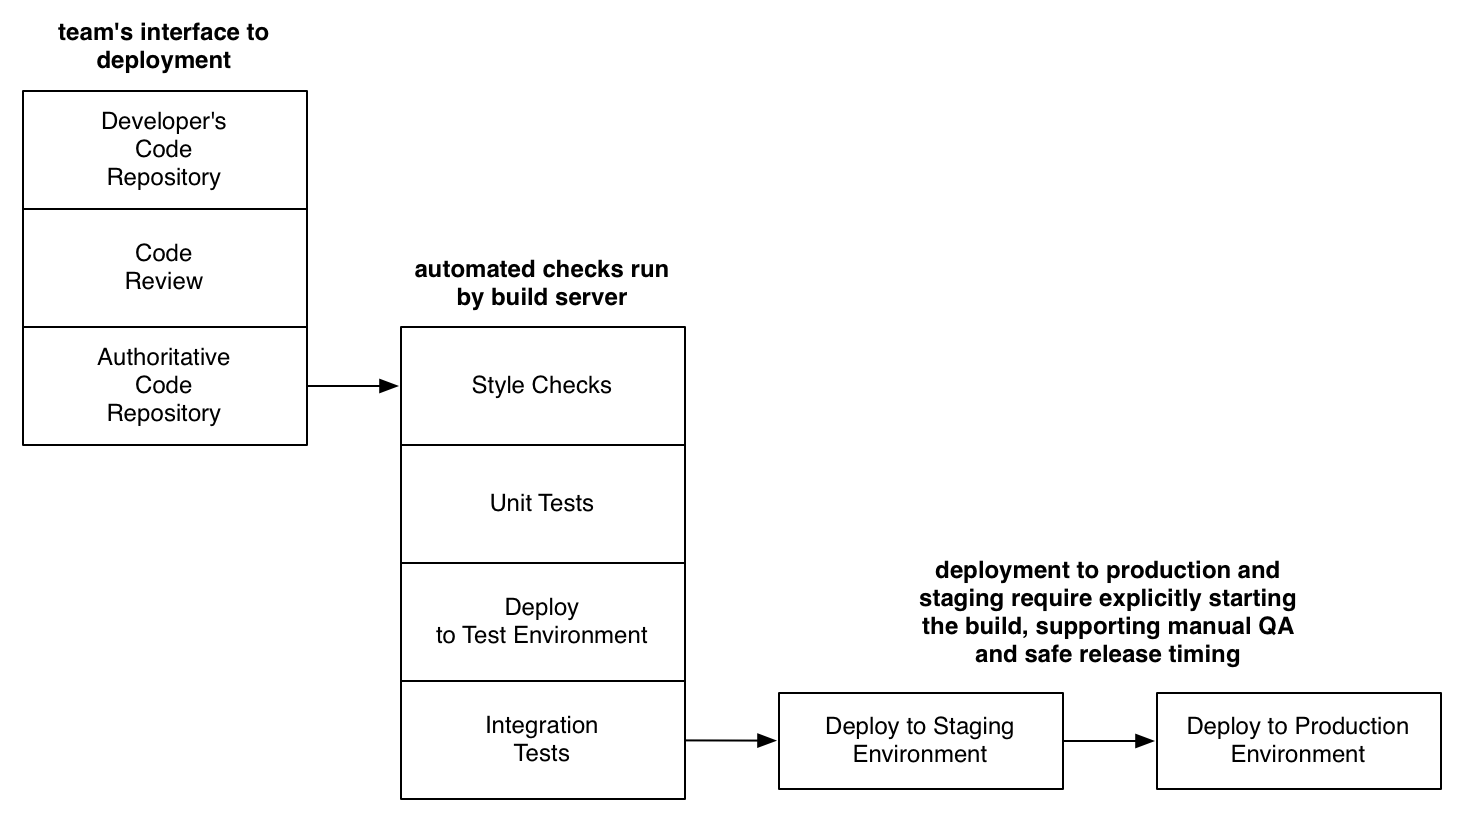 team's interface to
deployment
Developer's
Code
Repository
Code
Review
Authoritative
Code
Repository
automated checks run
by build server
Style Checks
Unit Tests
Deploy
to Test Environment
Integration
Tests
deployment to production and
staging require explicitly starting
the build, supporting manual QA
and safe release timing
Deploy to Staging
Environment
Deploy to Production
Environment